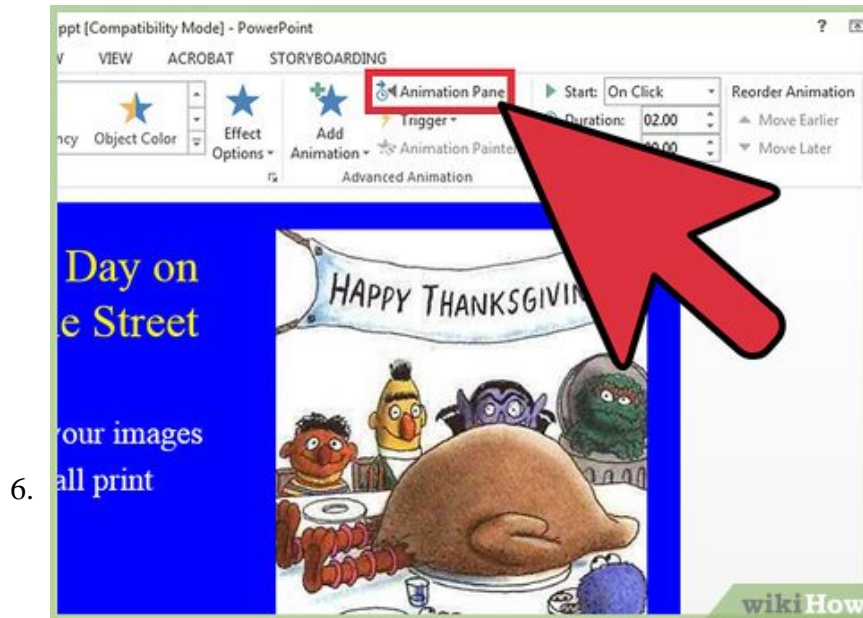 ppt [Compatibility Mode] - PowerPoint ?
VIEW ACROBAT STORYBOARDING
Animation Pane Start: On Click Reorder Animation
Object Color Effect Options Add Animation Trigger Duration: 02.00 Move Earlier
Animation Painter Move Later
Advanced Animation
Day on
Street
HAPPY THANKSGIVIN
your images
all print
6.
wikiHow